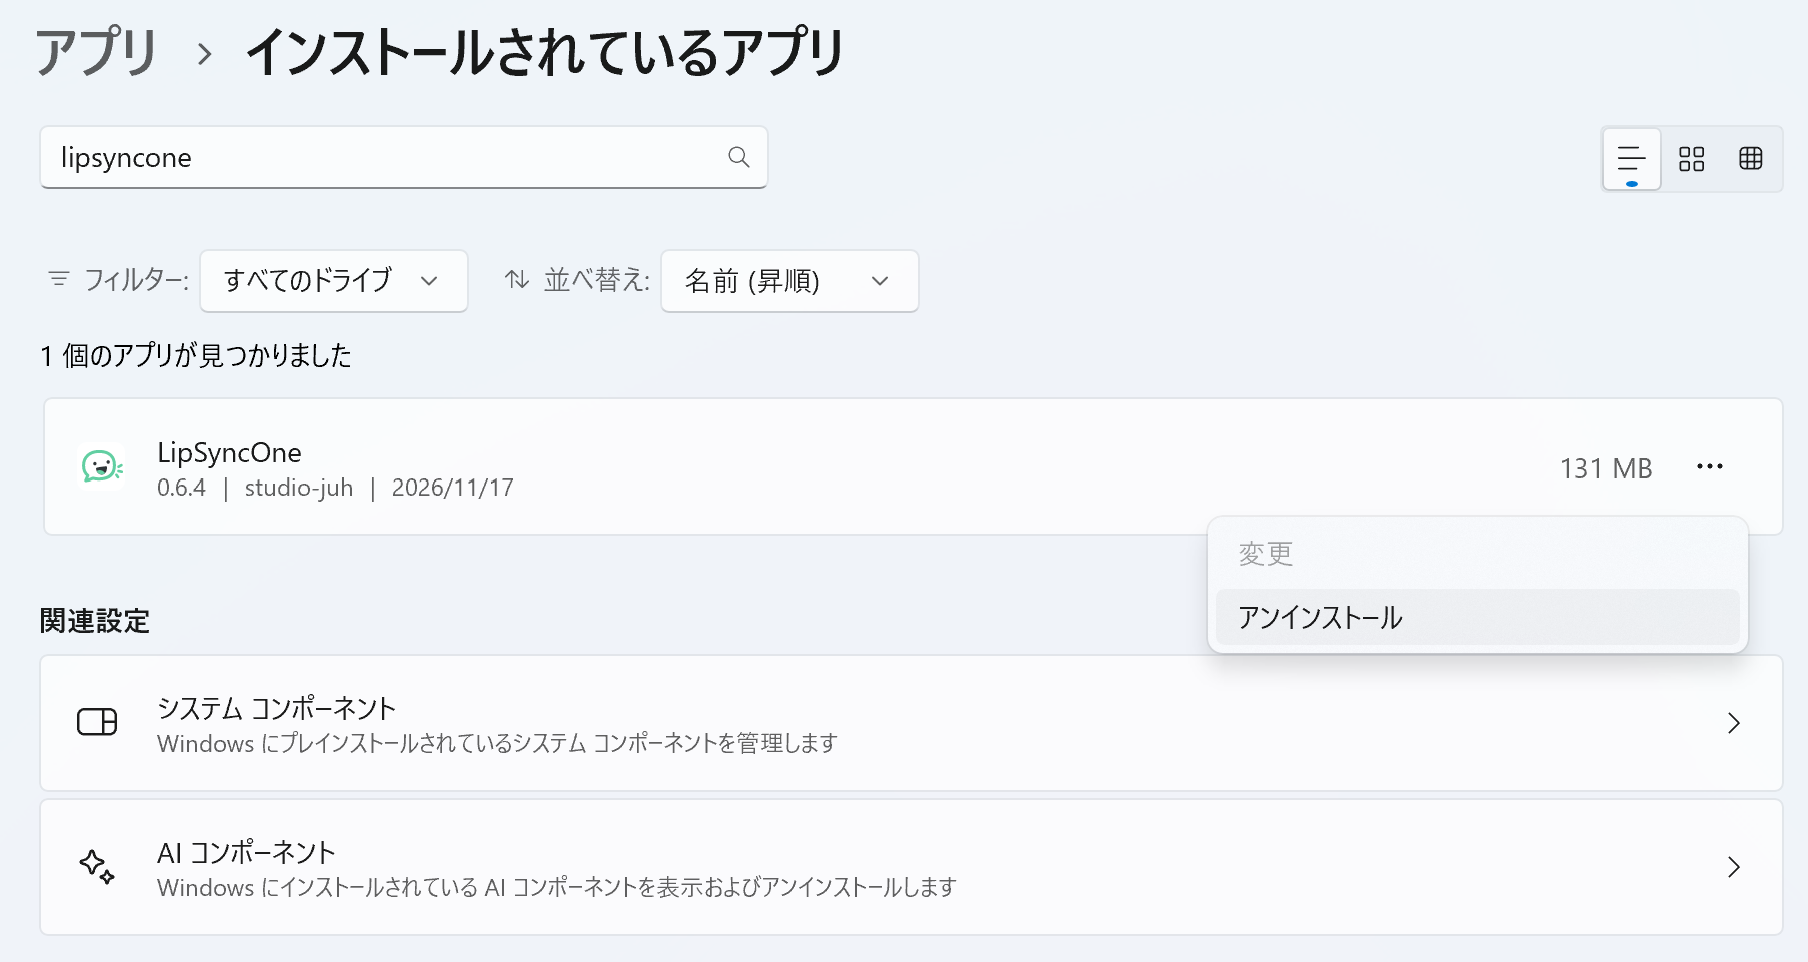 アプリ › インストールされているアプリ
lipsyncone
フィルター: すべてのドライブ 並べ替え: 名前 (昇順)
1 個のアプリが見つかりました
LipSyncOne
0.6.4 | studio-juh | 2026/11/17
131 MB
変更
アンインストール
関連設定
システム コンポーネント
Windows にプレインストールされているシステム コンポーネントを管理します
AI コンポーネント
Windows にインストールされている AI コンポーネントを表示およびアンインストールします